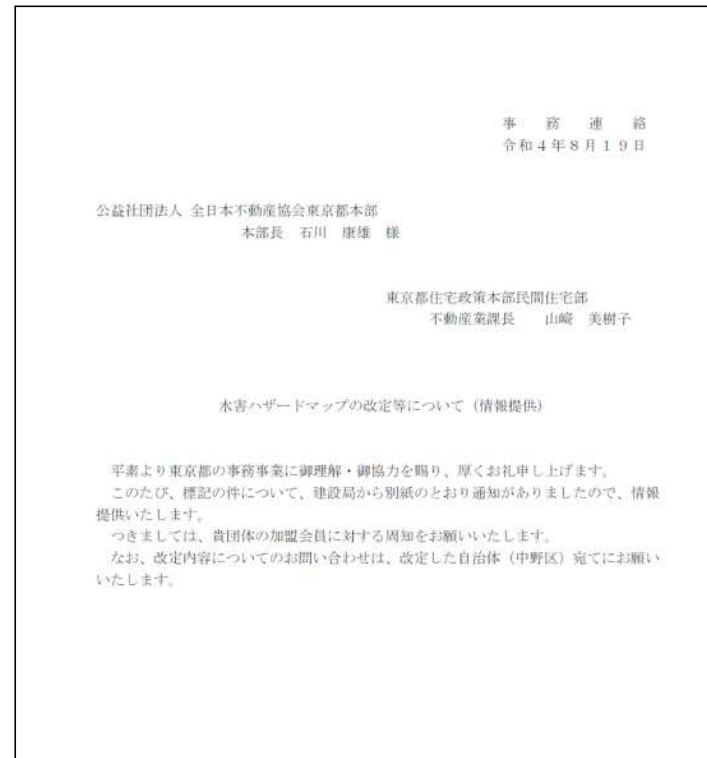 事 務 連 絡
令和４年８月１９日
公益社団法人 全日本不動産協会東京都本部
本部長 石川 康雄 様
東京都住宅政策本部民間住宅部
不動産業課長 山﨑 美樹子
水害ハザードマップの改定等について（情報提供）
平素より東京都の事務事業に御理解・御協力を賜り、厚くお礼申し上げます。
このたび、標記の件について、建設局から別紙のとおり通知がありましたので、情報
提供いたします。
つきましては、貴団体の加盟会員に対する周知をお願いいたします。
なお、改定内容についてのお問い合わせは、改定した自治体（中野区）宛てにお願い
いたします。